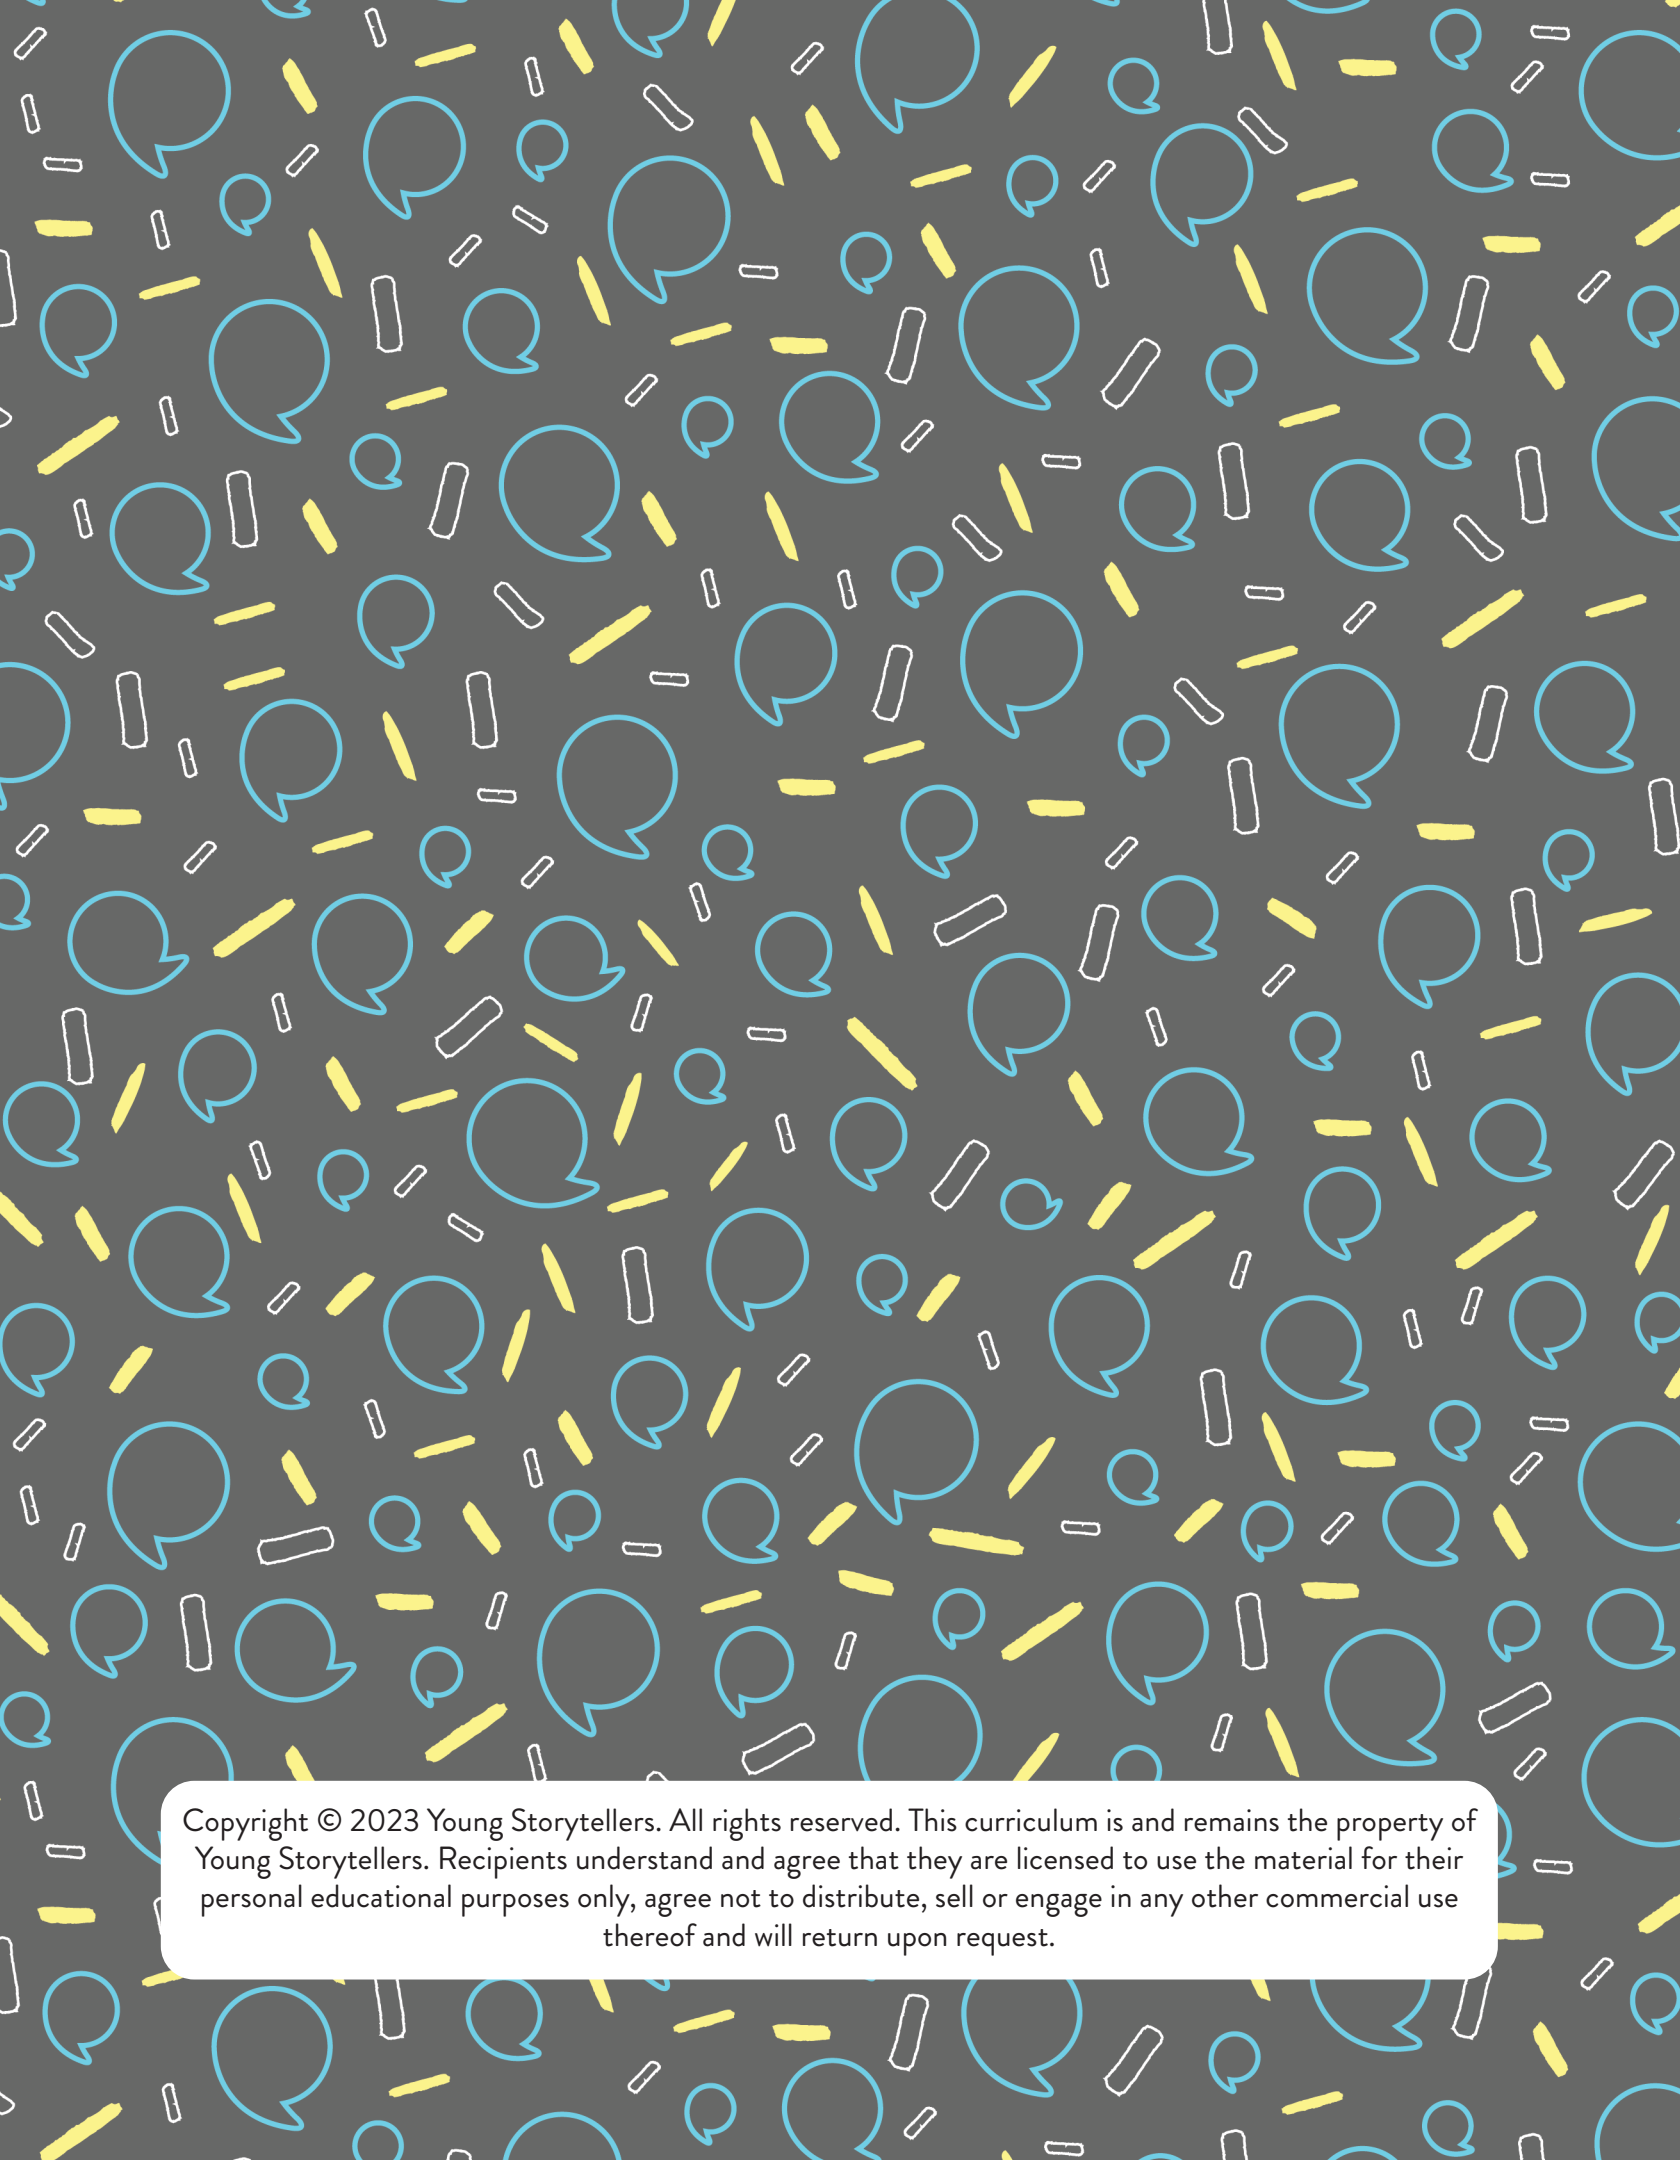 Copyright © 2023 Young Storytellers. All rights reserved. This curriculum is and remains the property of
Young Storytellers. Recipients understand and agree that they are licensed to use the material for their
personal educational purposes only, agree not to distribute, sell or engage in any other commercial use
thereof and will return upon request.